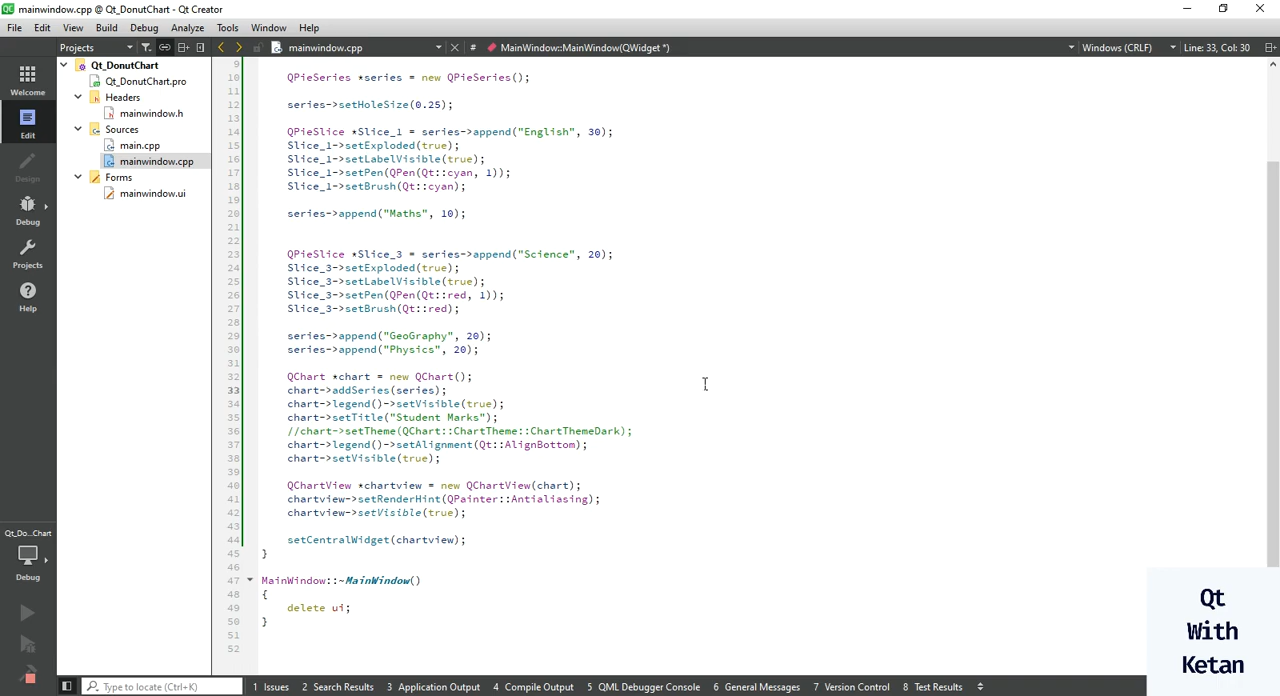 mainwindow.cpp @ Qt_DonutChart - Qt Creator
File Edit View Build Debug Analyze Tools Window Help
Projects mainwindow.cpp # MainWindow::MainWindow(QWidget *) Windows (CRLF) Line: 33, Col: 30
Welcome
Edit
Design
Debug
Projects
Help
Qt_Do...Chart
Debug
Qt_DonutChart
Qt_DonutChart.pro
Headers
mainwindow.h
Sources
main.cpp
mainwindow.cpp
Forms
mainwindow.ui
9
10 QPieSeries *series = new QPieSeries();
11
12 series->setHoleSize(0.25);
13
14 QPieSlice *Slice_1 = series->append("English", 30);
15 Slice_1->setExploded(true);
16 Slice_1->setLabelVisible(true);
17 Slice_1->setPen(QPen(Qt::cyan, 1));
18 Slice_1->setBrush(Qt::cyan);
19
20 series->append("Maths", 10);
21
22
23 QPieSlice *Slice_3 = series->append("Science", 20);
24 Slice_3->setExploded(true);
25 Slice_3->setLabelVisible(true);
26 Slice_3->setPen(QPen(Qt::red, 1));
27 Slice_3->setBrush(Qt::red);
28
29 series->append("GeoGraphy", 20);
30 series->append("Physics", 20);
31
32 QChart *chart = new QChart();
33 chart->addSeries(series);
34 chart->legend()->setVisible(true);
35 chart->setTitle("Student Marks");
36 //chart->setTheme(QChart::ChartTheme::ChartThemeDark);
37 chart->legend()->setAlignment(Qt::AlignBottom);
38 chart->setVisible(true);
39
40 QChartView *chartview = new QChartView(chart);
41 chartview->setRenderHint(QPainter::Antialiasing);
42 chartview->setVisible(true);
43
44 setCentralWidget(chartview);
45 }
46
47 MainWindow::~MainWindow()
48 {
49 delete ui;
50 }
51
52
Qt
With
Ketan
Type to locate (Ctrl+K) 1 Issues 2 Search Results 3 Application Output 4 Compile Output 5 QML Debugger Console 6 General Messages 7 Version Control 8 Test Results